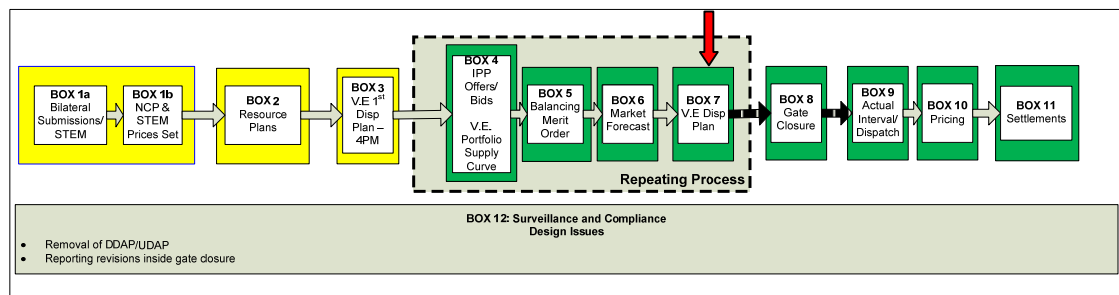 BOX 1a
Bilateral
Submissions/
STEM
BOX 1b
NCP &
STEM
Prices Set
BOX 2
Resource
Plans
BOX 3
V.E 1st
Disp
Plan –
4PM
BOX 4
IPP
Offers/
Bids
V.E.
Portfolio
Supply
Curve
BOX 5
Balancing
Merit
Order
BOX 6
Market
Forecast
BOX 7
V.E Disp
Plan
BOX 8
Gate
Closure
BOX 9
Actual
Interval/
Dispatch
BOX 10
Pricing
BOX 11
Settlements
Repeating Process
BOX 12: Surveillance and Compliance
Design Issues
• Removal of DDAP/UDAP
• Reporting revisions inside gate closure